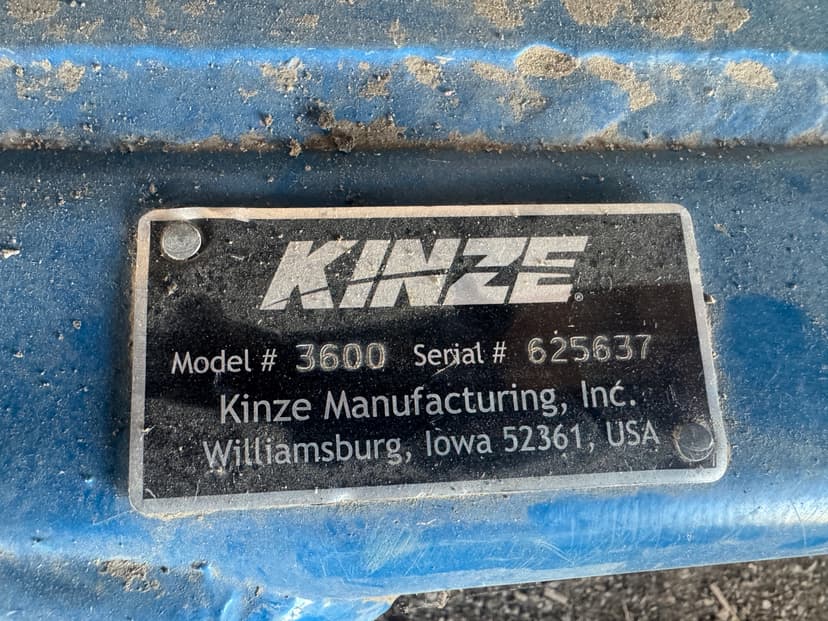 KINZE®
Model # 3600 Serial # 625637
Kinze Manufacturing, Inc.
Williamsburg, Iowa 52361, USA